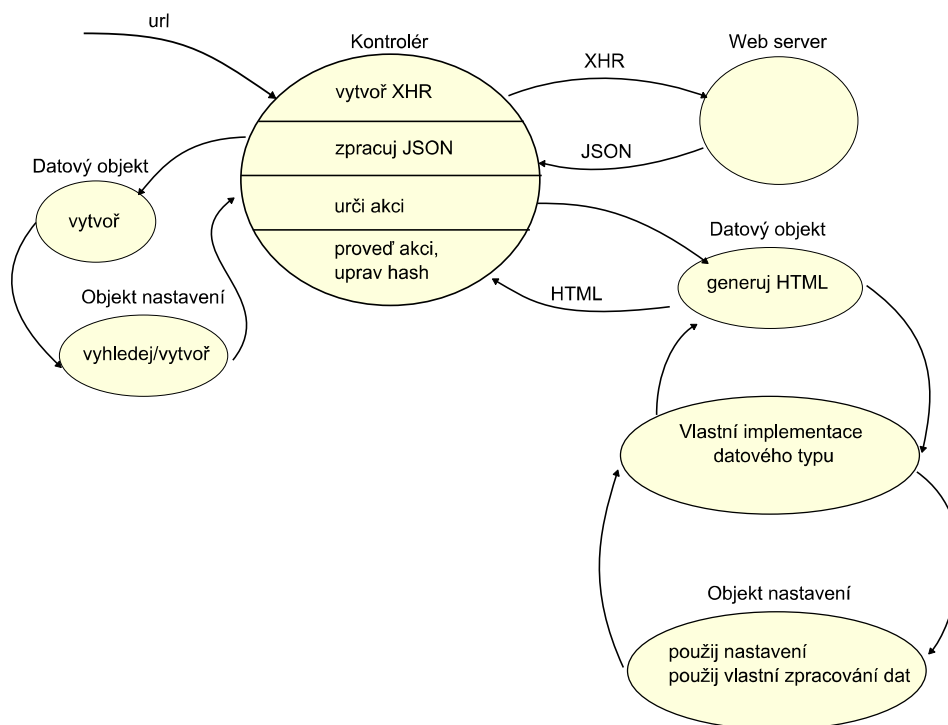 url
Kontrolér
Web server
XHR
vytvoř XHR
zpracuj JSON
JSON
Datový objekt
vytvoř
určí akci
Datový objekt
proveď akci,
uprav hash
generuj HTML
HTML
Objekt nastavení
vyhledej/vytvoř
Vlastní implementace
datového typu
Objekt nastavení
použij nastavení
použij vlastní zpracování dat